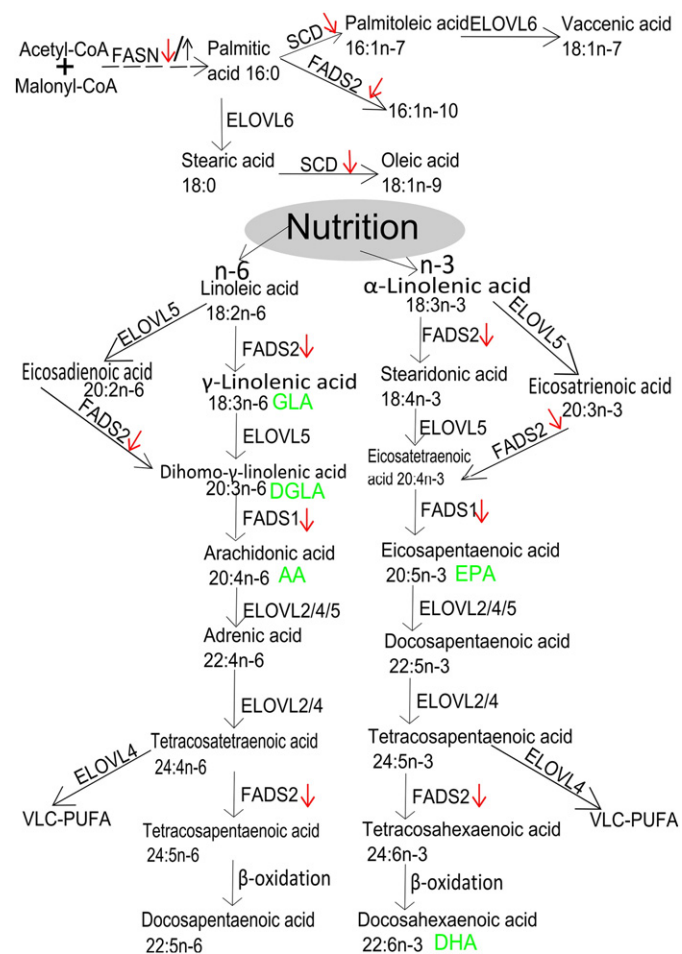 Acetyl-CoA
+
Malonyl-CoA
FASN ↓/↑
Palmitic
acid 16:0
SCD ↓
Palmitoleic acid
16:1n-7
ELOVL6
Vaccenic acid
18:1n-7
FADS2 ↓
16:1n-10
ELOVL6
Stearic acid
18:0
SCD ↓
Oleic acid
18:1n-9
Nutrition
n-6
Linoleic acid
18:2n-6
ELOVL5
Eicosadienoic acid
20:2n-6
FADS2 ↓
FADS2 ↓
γ-Linolenic acid
18:3n-6 GLA
ELOVL5
Dihomo-γ-linolenic acid
20:3n-6 DGLA
FADS1 ↓
Arachidonic acid
20:4n-6 AA
ELOVL2/4/5
Adrenic acid
22:4n-6
ELOVL2/4
Tetracosatetraenoic acid
24:4n-6
ELOVL4
VLC-PUFA
FADS2 ↓
Tetracosapentaenoic acid
24:5n-6
β-oxidation
Docosapentaenoic acid
22:5n-6
n-3
α-Linolenic acid
18:3n-3
ELOVL5
Eicosatrienoic acid
20:3n-3
FADS2 ↓
FADS2 ↓
Stearidonic acid
18:4n-3
ELOVL5
Eicosatetraenoic
acid 20:4n-3
FADS1 ↓
Eicosapentaenoic acid
20:5n-3 EPA
ELOVL2/4/5
Docosapentaenoic acid
22:5n-3
ELOVL2/4
Tetracosapentaenoic acid
24:5n-3
ELOVL4
VLC-PUFA
FADS2 ↓
Tetracosahexaenoic acid
24:6n-3
β-oxidation
Docosahexaenoic acid
22:6n-3 DHA